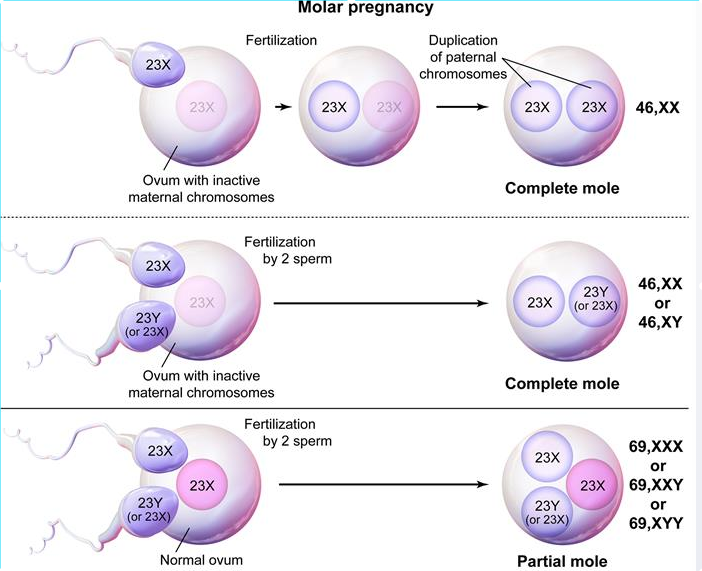 Molar pregnancy
23X
23X
Fertilization
23X
23X
Duplication
of paternal
chromosomes
23X
23X
46,XX
Ovum with inactive
maternal chromosomes
Complete mole
23X
23Y
(or 23X)
23X
Fertilization
by 2 sperm
23X
23Y
(or 23X)
46,XX
or
46,XY
Ovum with inactive
maternal chromosomes
Complete mole
23X
23Y
(or 23X)
23X
Fertilization
by 2 sperm
23X
23Y
(or 23X)
23X
69,XXX
or
69,XXY
or
69,XYY
Normal ovum
Partial mole